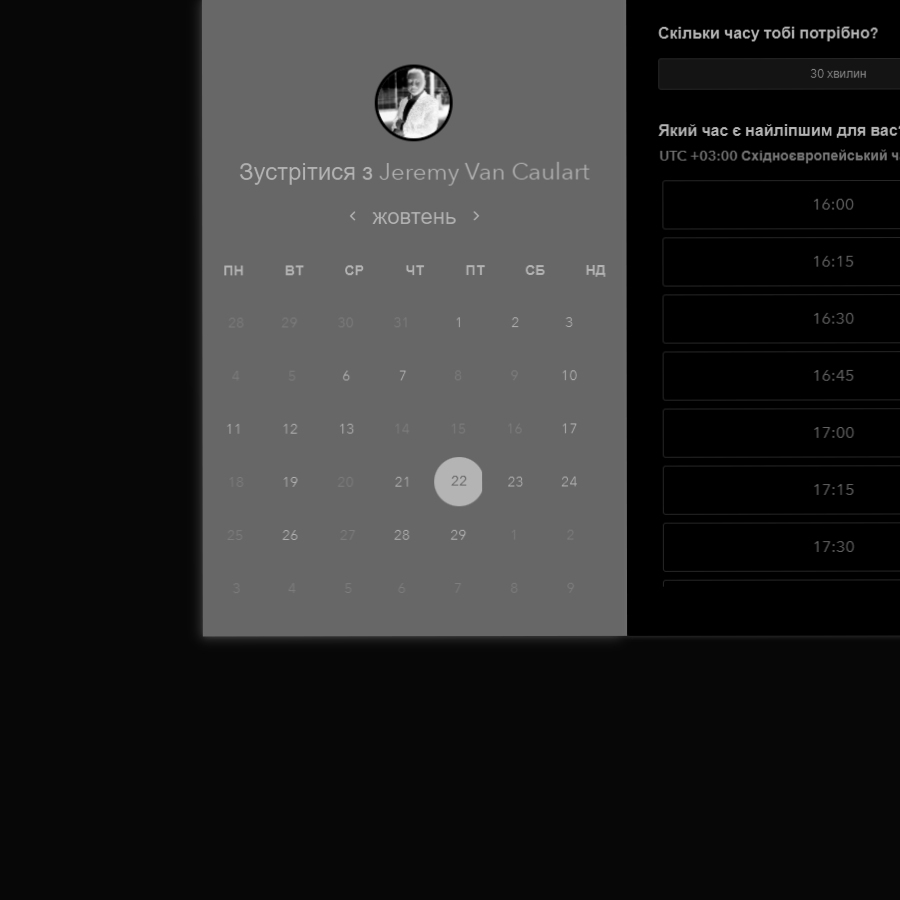 Зустрітися з Jeremy Van Caulart
жовтень
ПН ВТ СР ЧТ ПТ СБ НД
28 29 30 31 1 2 3
4 5 6 7 8 9 10
11 12 13 14 15 16 17
18 19 20 21 22 23 24
25 26 27 28 29 1 2
3 4 5 6 7 8 9
Скільки часу тобі потрібно?
30 хвилин
Який час є найліпшим для вас
UTC +03:00 Східноєвропейський ч
16:00
16:15
16:30
16:45
17:00
17:15
17:30